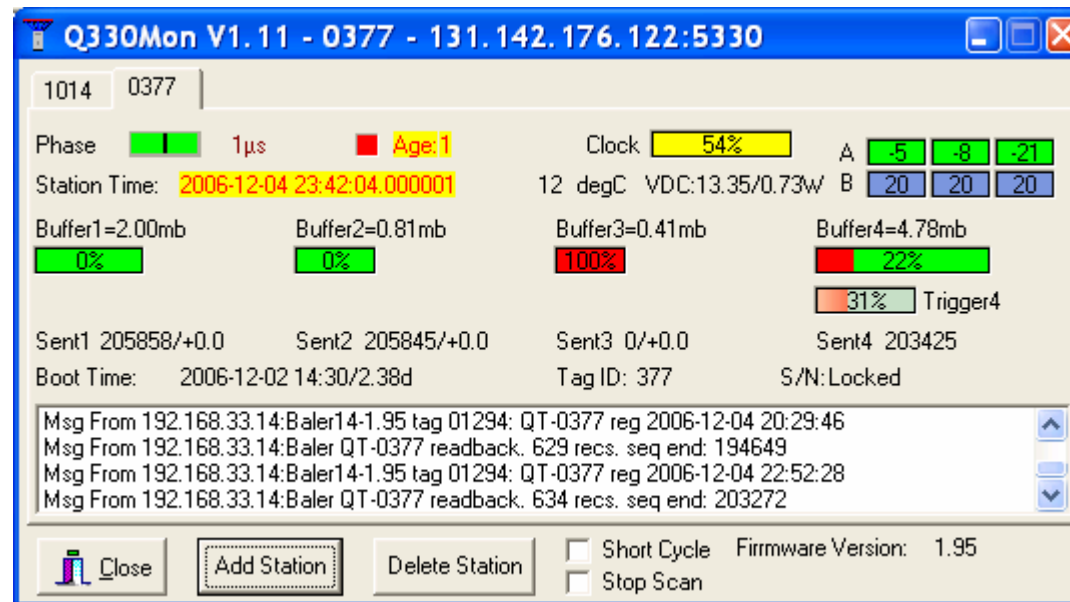 Q330Mon V1.11 - 0377 - 131.142.176.122:5330
1014 0377
Phase 1µs Age:1 Clock 54% A -5 -8 -21
Station Time: 2006-12-04 23:42:04.000001 12 degC VDC:13.35/0.73W B 20 20 20
Buffer1=2.00mb Buffer2=0.81mb Buffer3=0.41mb Buffer4=4.78mb
0% 0% 100% 22%
31% Trigger4
Sent1 205858/+0.0 Sent2 205845/+0.0 Sent3 0/+0.0 Sent4 203425
Boot Time: 2006-12-02 14:30/2.38d Tag ID: 377 S/N:Locked
Msg From 192.168.33.14:Baler14-1.95 tag 01294: QT-0377 reg 2006-12-04 20:29:46
Msg From 192.168.33.14:Baler QT-0377 readback. 629 recs. seq end: 194649
Msg From 192.168.33.14:Baler14-1.95 tag 01294: QT-0377 reg 2006-12-04 22:52:28
Msg From 192.168.33.14:Baler QT-0377 readback. 634 recs. seq end: 203272
Close Add Station Delete Station Short Cycle Firmware Version: 1.95
Stop Scan